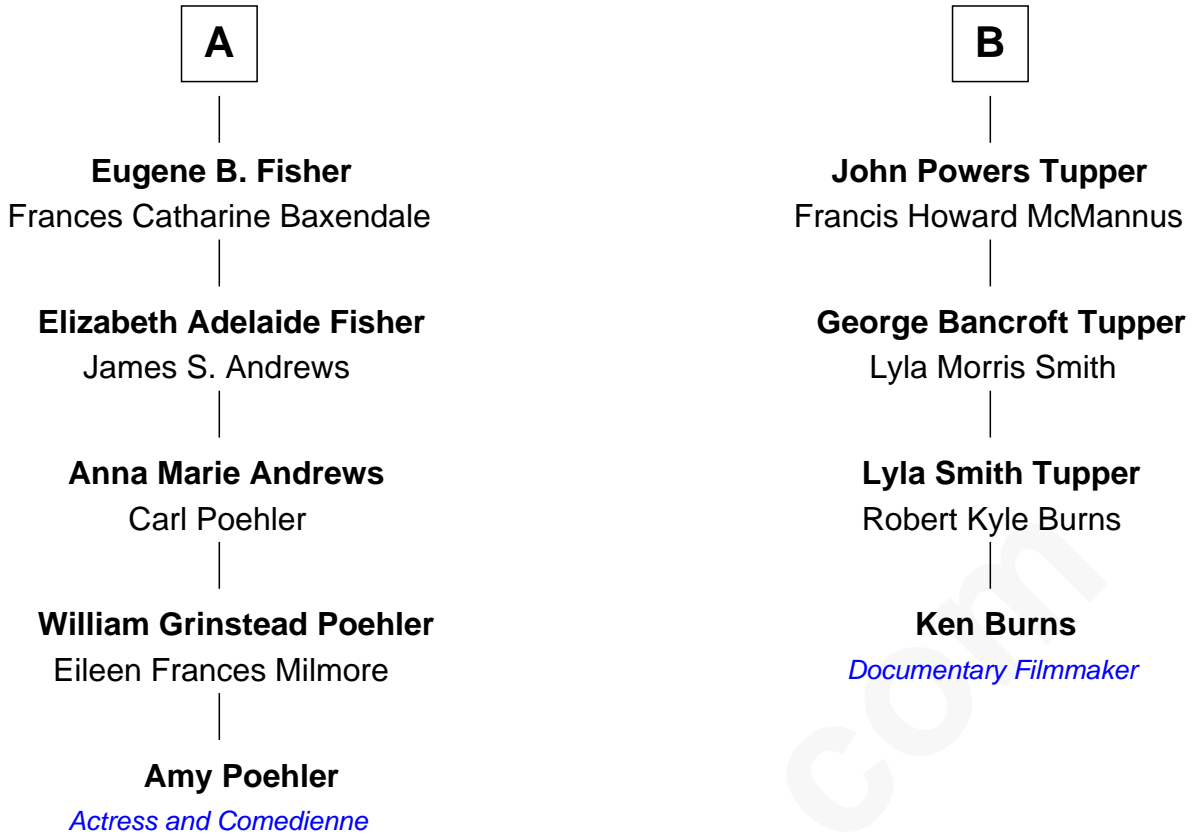 A
Eugene B. Fisher
Frances Catharine Baxendale
Elizabeth Adelaide Fisher
James S. Andrews
Anna Marie Andrews
Carl Poehler
William Grinstead Poehler
Eileen Frances Milmore
Amy Poehler
Actress and Comedienne
B
John Powers Tupper
Francis Howard McMannus
George Bancroft Tupper
Lyla Morris Smith
Lyla Smith Tupper
Robert Kyle Burns
Ken Burns
Documentary Filmmaker
com